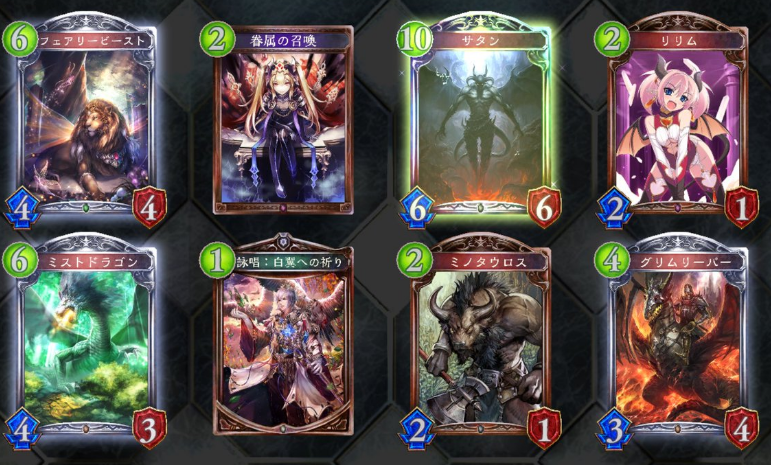 6
フェアリービースト
4
4
2
眷属の召喚
10
サタン
6
6
2
リリム
2
1
6
ミストドラゴン
4
3
1
詠唱：白翼への祈り
2
ミノタウロス
2
1
4
グリムリーパー
3
4